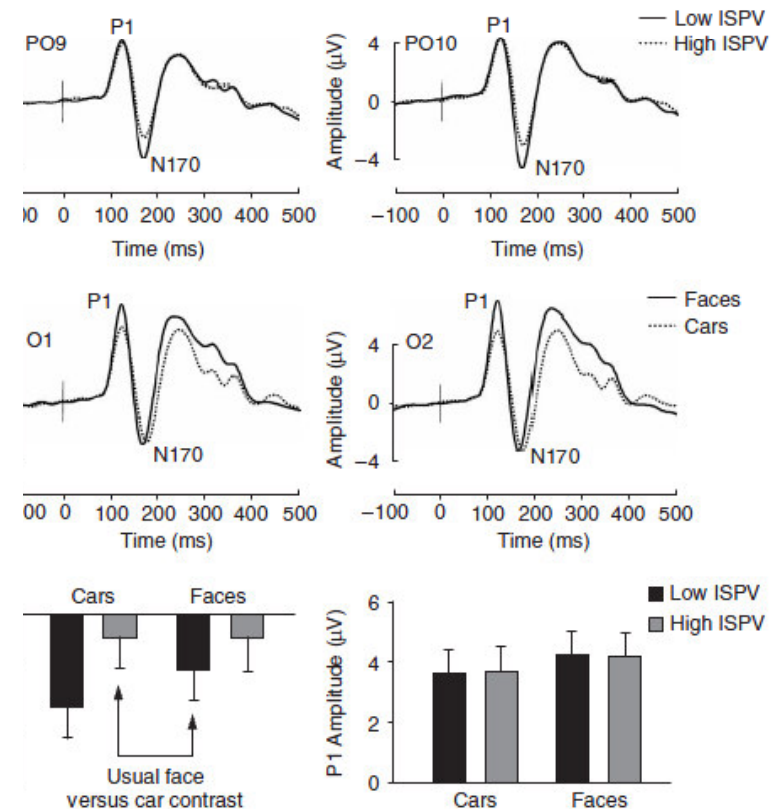 P1
P1
Low ISPV
High ISPV
PO9
PO10
Amplitude (μV)
4
0
−4
N170
N170
00 0 100 200 300 400 500
−100 0 100 200 300 400 500
Time (ms)
Time (ms)
P1
P1
Faces
Cars
O1
O2
Amplitude (μV)
4
0
−4
N170
N170
00 0 100 200 300 400 500
−100 0 100 200 300 400 500
Time (ms)
Time (ms)
Cars Faces
Usual face
versus car contrast
Low ISPV
High ISPV
P1 Amplitude (μV)
6
4
2
0
Cars Faces